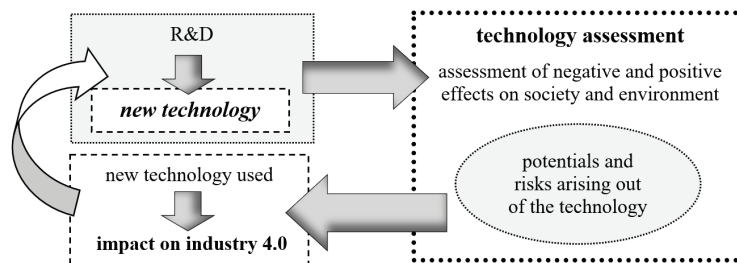 R&D
new technology
new technology used
impact on industry 4.0
technology assessment
assessment of negative and positive
effects on society and environment
potentials and
risks arising out
of the technology